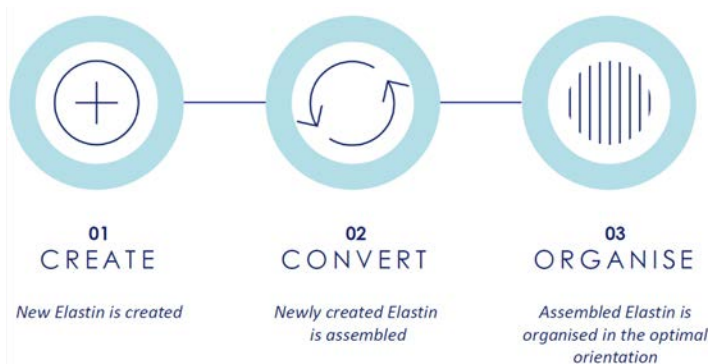 01
CREATE
New Elastin is created
02
CONVERT
Newly created Elastin
is assembled
03
ORGANISE
Assembled Elastin is
organised in the optimal
orientation